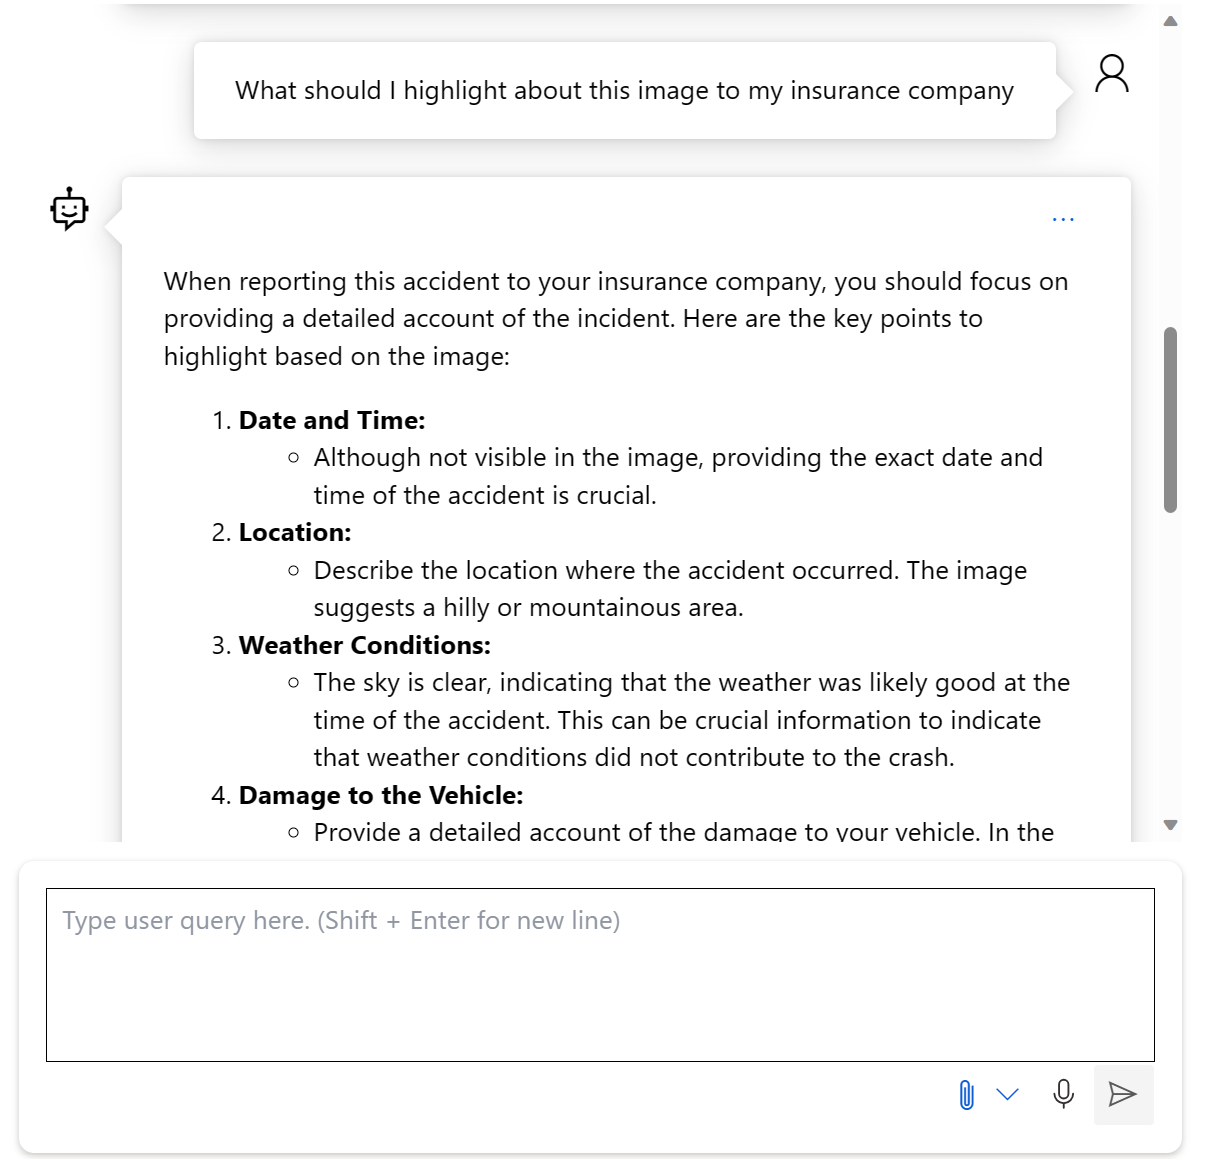 What should I highlight about this image to my insurance company
...
When reporting this accident to your insurance company, you should focus on
providing a detailed account of the incident. Here are the key points to
highlight based on the image:
1. Date and Time:
○ Although not visible in the image, providing the exact date and
time of the accident is crucial.
2. Location:
○ Describe the location where the accident occurred. The image
suggests a hilly or mountainous area.
3. Weather Conditions:
○ The sky is clear, indicating that the weather was likely good at the
time of the accident. This can be crucial information to indicate
that weather conditions did not contribute to the crash.
4. Damage to the Vehicle:
○ Provide a detailed account of the damage to your vehicle. In the
Type user query here. (Shift + Enter for new line)